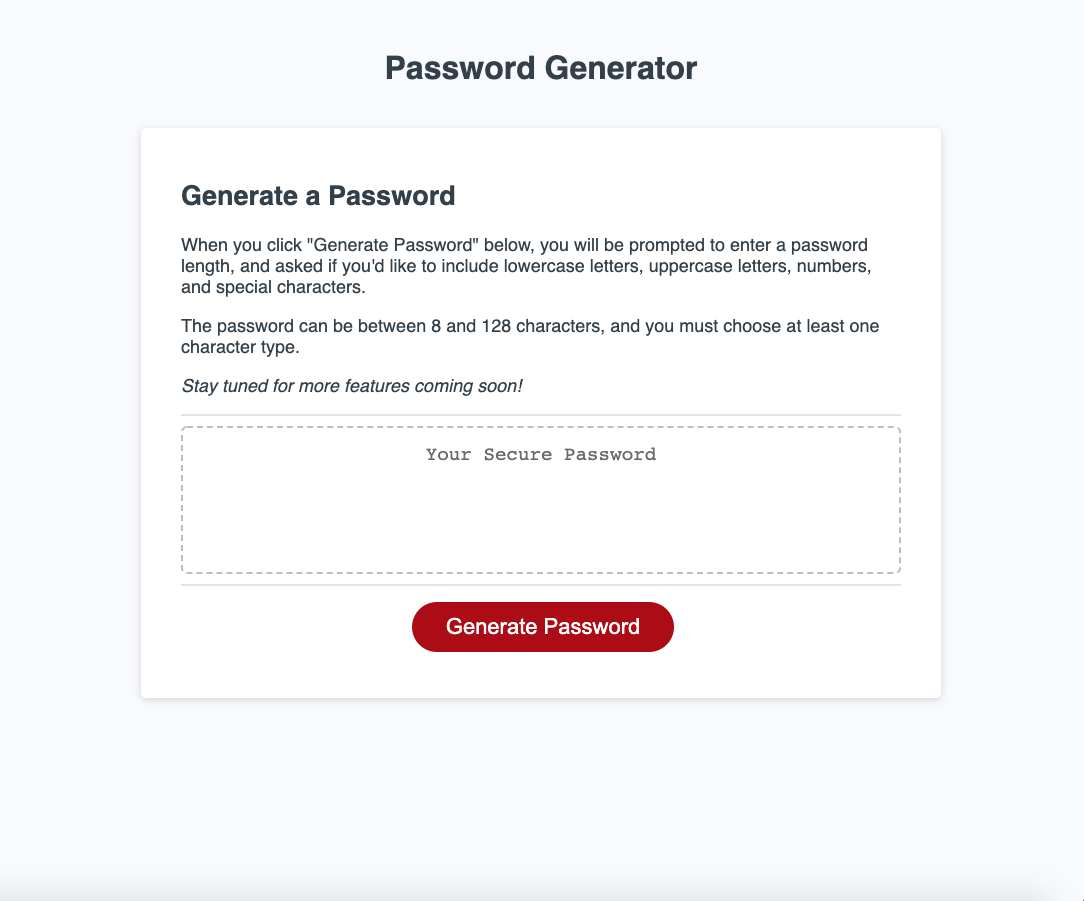 Password Generator
Generate a Password
When you click "Generate Password" below, you will be prompted to enter a password
length, and asked if you'd like to include lowercase letters, uppercase letters, numbers,
and special characters.
The password can be between 8 and 128 characters, and you must choose at least one
character type.
Stay tuned for more features coming soon!
Your Secure Password
Generate Password